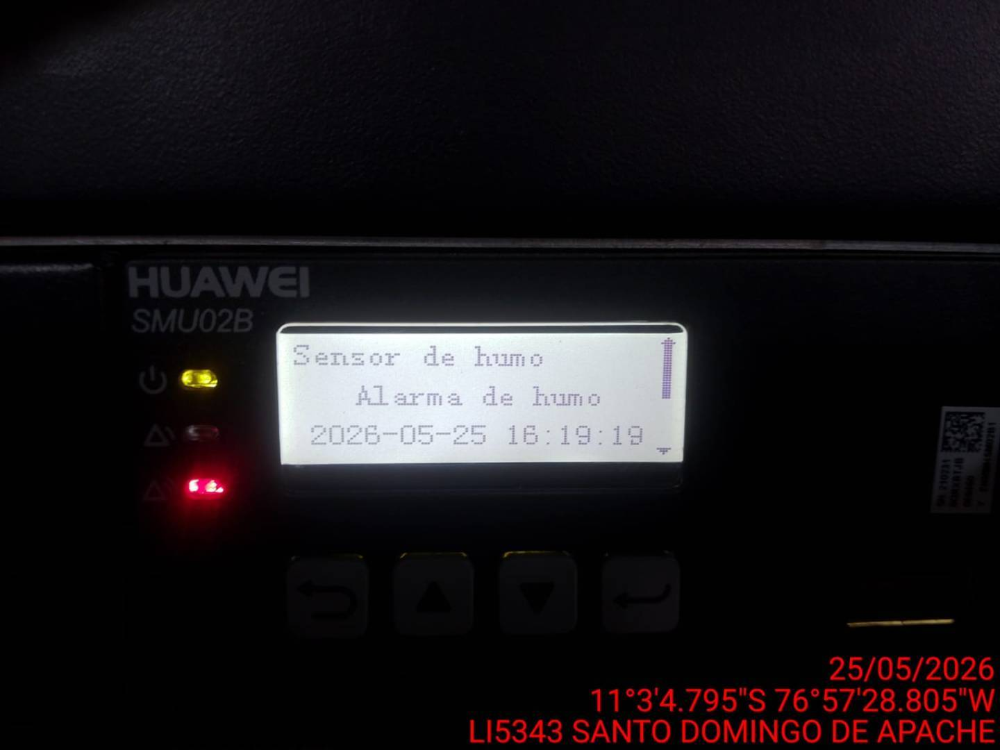 HUAWEI
SMU02B
Sensor de humo
Alarma de humo
2026-05-25 16:19:19
25/05/2026
11°3'4.795"S 76°57'28.805"W
LI5343 SANTO DOMINGO DE APACHE